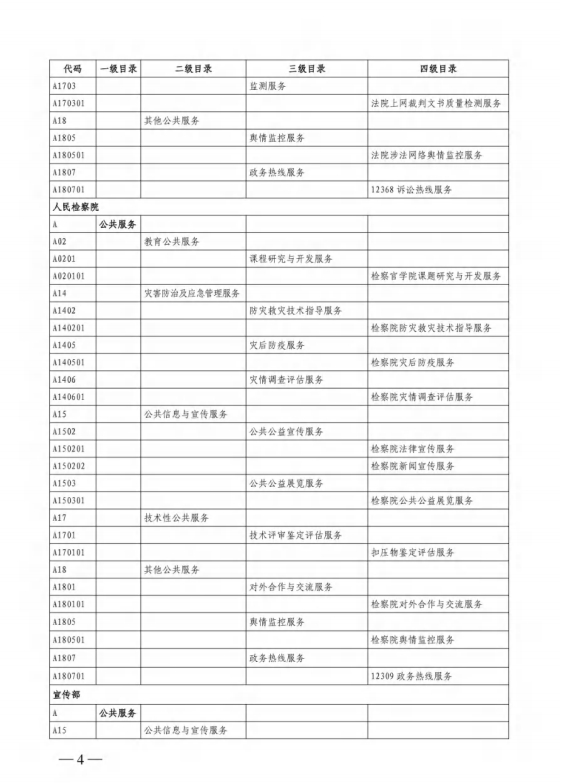 代码 一级目录 二级目录 三级目录 四级目录
A1703 监测服务
A170301 法院上网裁判文书质量检测服务
A18 其他公共服务
A1805 舆情监控服务
A180501 法院涉法网络舆情监控服务
A1807 政务热线服务
A180701 12368 诉讼热线服务
人民检察院
A 公共服务
A02 教育公共服务
A0201 课程研究与开发服务
A020101 检察官学院课题研究与开发服务
A14 灾害防治及应急管理服务
A1402 防灾救灾技术指导服务
A140201 检察院防灾救灾技术指导服务
A1405 灾后防疫服务
A140501 检察院灾后防疫服务
A1406 灾情调查评估服务
A140601 检察院灾情调查评估服务
A15 公共信息与宣传服务
A1502 公共公益宣传服务
A150201 检察院法律宣传服务
A150202 检察院新闻宣传服务
A1503 公共公益展览服务
A150301 检察院公共公益展览服务
A17 技术性公共服务
A1701 技术评审鉴定评估服务
A170101 扣压物鉴定评估服务
A18 其他公共服务
A1801 对外合作与交流服务
A180101 检察院对外合作与交流服务
A1805 舆情监控服务
A180501 检察院舆情监控服务
A1807 政务热线服务
A180701 12309 政务热线服务
宣传部
A 公共服务
A15 公共信息与宣传服务
— 4 —